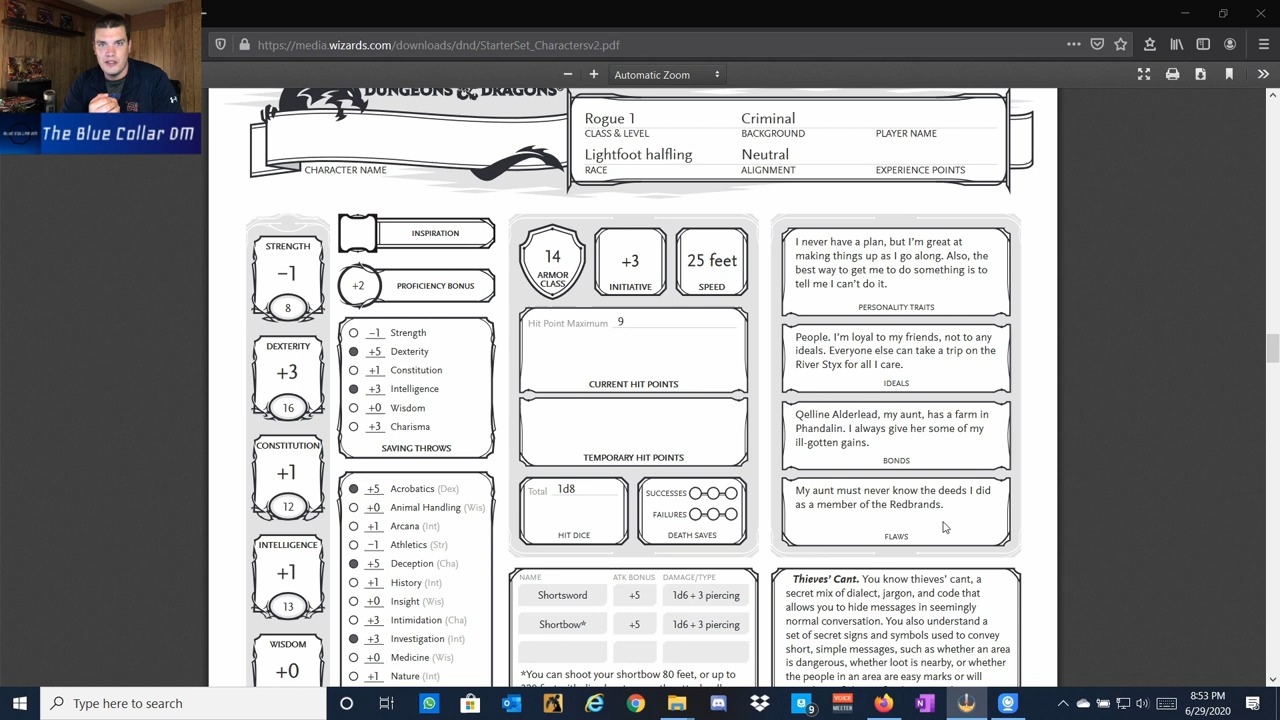 https://media.wizards.com/downloads/dnd/StarterSet_Charactersv2.pdf
Automatic Zoom
The Blue Collar DM
DUNGEONS & DRAGONS
CHARACTER NAME
Rogue 1
Criminal
CLASS & LEVEL
BACKGROUND
PLAYER NAME
Lightfoot halfling
Neutral
RACE
ALIGNMENT
EXPERIENCE POINTS
STRENGTH
−1
8
DEXTERITY
+3
16
CONSTITUTION
+1
12
INTELLIGENCE
+1
13
WISDOM
+0
INSPIRATION
+2
PROFICIENCY BONUS
−1 Strength
+5 Dexterity
+1 Constitution
+3 Intelligence
+0 Wisdom
+3 Charisma
SAVING THROWS
+5 Acrobatics (Dex)
+0 Animal Handling (Wis)
+1 Arcana (Int)
−1 Athletics (Str)
+5 Deception (Cha)
+1 History (Int)
+0 Insight (Wis)
+3 Intimidation (Cha)
+3 Investigation (Int)
+0 Medicine (Wis)
+1 Nature (Int)
14
ARMOR
CLASS
+3
INITIATIVE
25 feet
SPEED
Hit Point Maximum 9
CURRENT HIT POINTS
TEMPORARY HIT POINTS
Total 1d8
HIT DICE
SUCCESSES
FAILURES
DEATH SAVES
NAME ATK BONUS DAMAGE/TYPE
Shortsword +5 1d6 + 3 piercing
Shortbow* +5 1d6 + 3 piercing
*You can shoot your shortbow 80 feet, or up to
I never have a plan, but I'm great at
making things up as I go along. Also, the
best way to get me to do something is to
tell me I can't do it.
PERSONALITY TRAITS
People. I'm loyal to my friends, not to any
ideals. Everyone else can take a trip on the
River Styx for all I care.
IDEALS
Qelline Alderlead, my aunt, has a farm in
Phandalin. I always give her some of my
ill-gotten gains.
BONDS
My aunt must never know the deeds I did
as a member of the Redbrands.
FLAWS
Thieves' Cant. You know thieves' cant, a
secret mix of dialect, jargon, and code that
allows you to hide messages in seemingly
normal conversation. You also understand a
set of secret signs and symbols used to convey
short, simple messages, such as whether an area
is dangerous, whether loot is nearby, or whether
the people in an area are easy marks or will
Type here to search
9
VOICE
MEETER
8:53 PM
6/29/2020